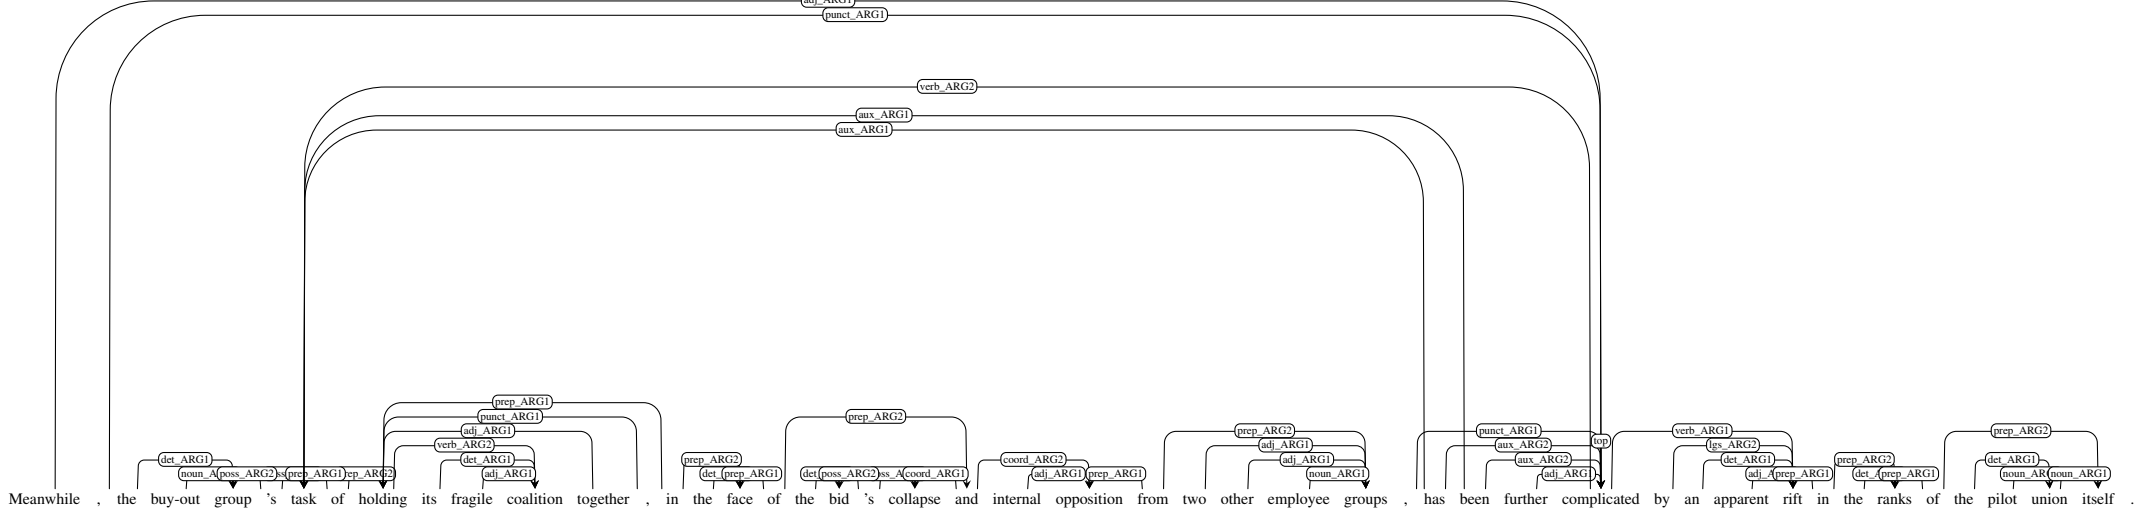 adj_ARG1
punct_ARG1
verb_ARG2
aux_ARG1
aux_ARG1
prep_ARG1
punct_ARG1 prep_ARG2
adj_ARG1 prep_ARG2 punct_ARG1 verb_ARG1 prep_ARG2
verb_ARG2 adj_ARG1 aux_ARG2 top lgs_ARG2
det_ARG1 det_ARG1 prep_ARG2 coord_ARG2 adj_ARG1 aux_ARG2 det_ARG1 prep_ARG2 det_ARG1
poss_ARG2 prep_ARG1 adj_ARG1 prep_ARG1 poss_ARG2 coord_ARG1 adj_ARG1 prep_ARG1 noun_ARG1 adj_ARG1 prep_ARG1 prep_ARG1 noun_ARG1
Meanwhile , the buy-out group 's task of holding its fragile coalition together , in the face of the bid 's collapse and internal opposition from two other employee groups , has been further complicated by an apparent rift in the ranks of the pilot union itself .